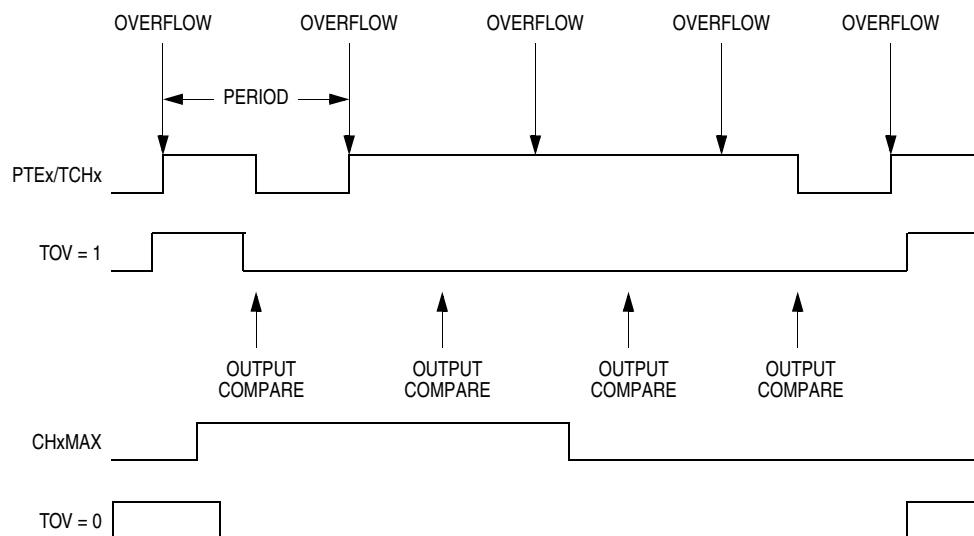 OVERFLOW OVERFLOW OVERFLOW OVERFLOW OVERFLOW
PERIOD
PTEx/TCHx
TOV = 1
OUTPUT COMPARE
OUTPUT COMPARE
OUTPUT COMPARE
OUTPUT COMPARE
CHxMAX
TOV = 0